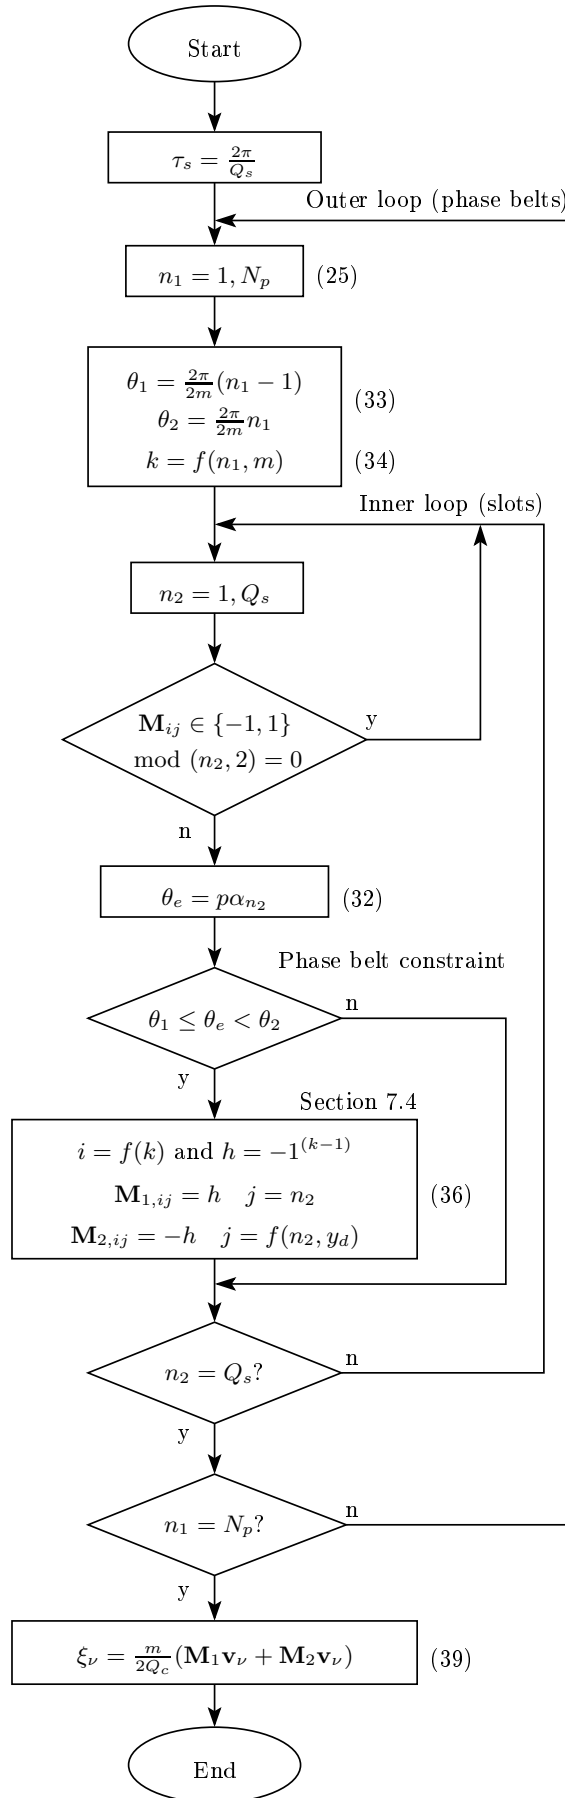 Start
τ_s = 2π/Q_s
Outer loop (phase belts)
n_1 = 1, N_p (25)
θ_1 = 2π/2m (n_1 − 1)
(33)
θ_2 = 2π/2m n_1
k = f(n_1, m) (34)
Inner loop (slots)
n_2 = 1, Q_s
M_{ij} ∈ {−1, 1}
y
mod (n_2, 2) = 0
n
θ_e = pα_{n_2} (32)
Phase belt constraint
n
θ_1 ≤ θ_e < θ_2
y
Section 7.4
i = f(k) and h = −1^{(k−1)}
M_{1,ij} = h j = n_2 (36)
M_{2,ij} = −h j = f(n_2, y_d)
n
n_2 = Q_s?
y
n
n_1 = N_p?
y
ξ_ν = m/2Q_c (M_1 v_ν + M_2 v_ν) (39)
End